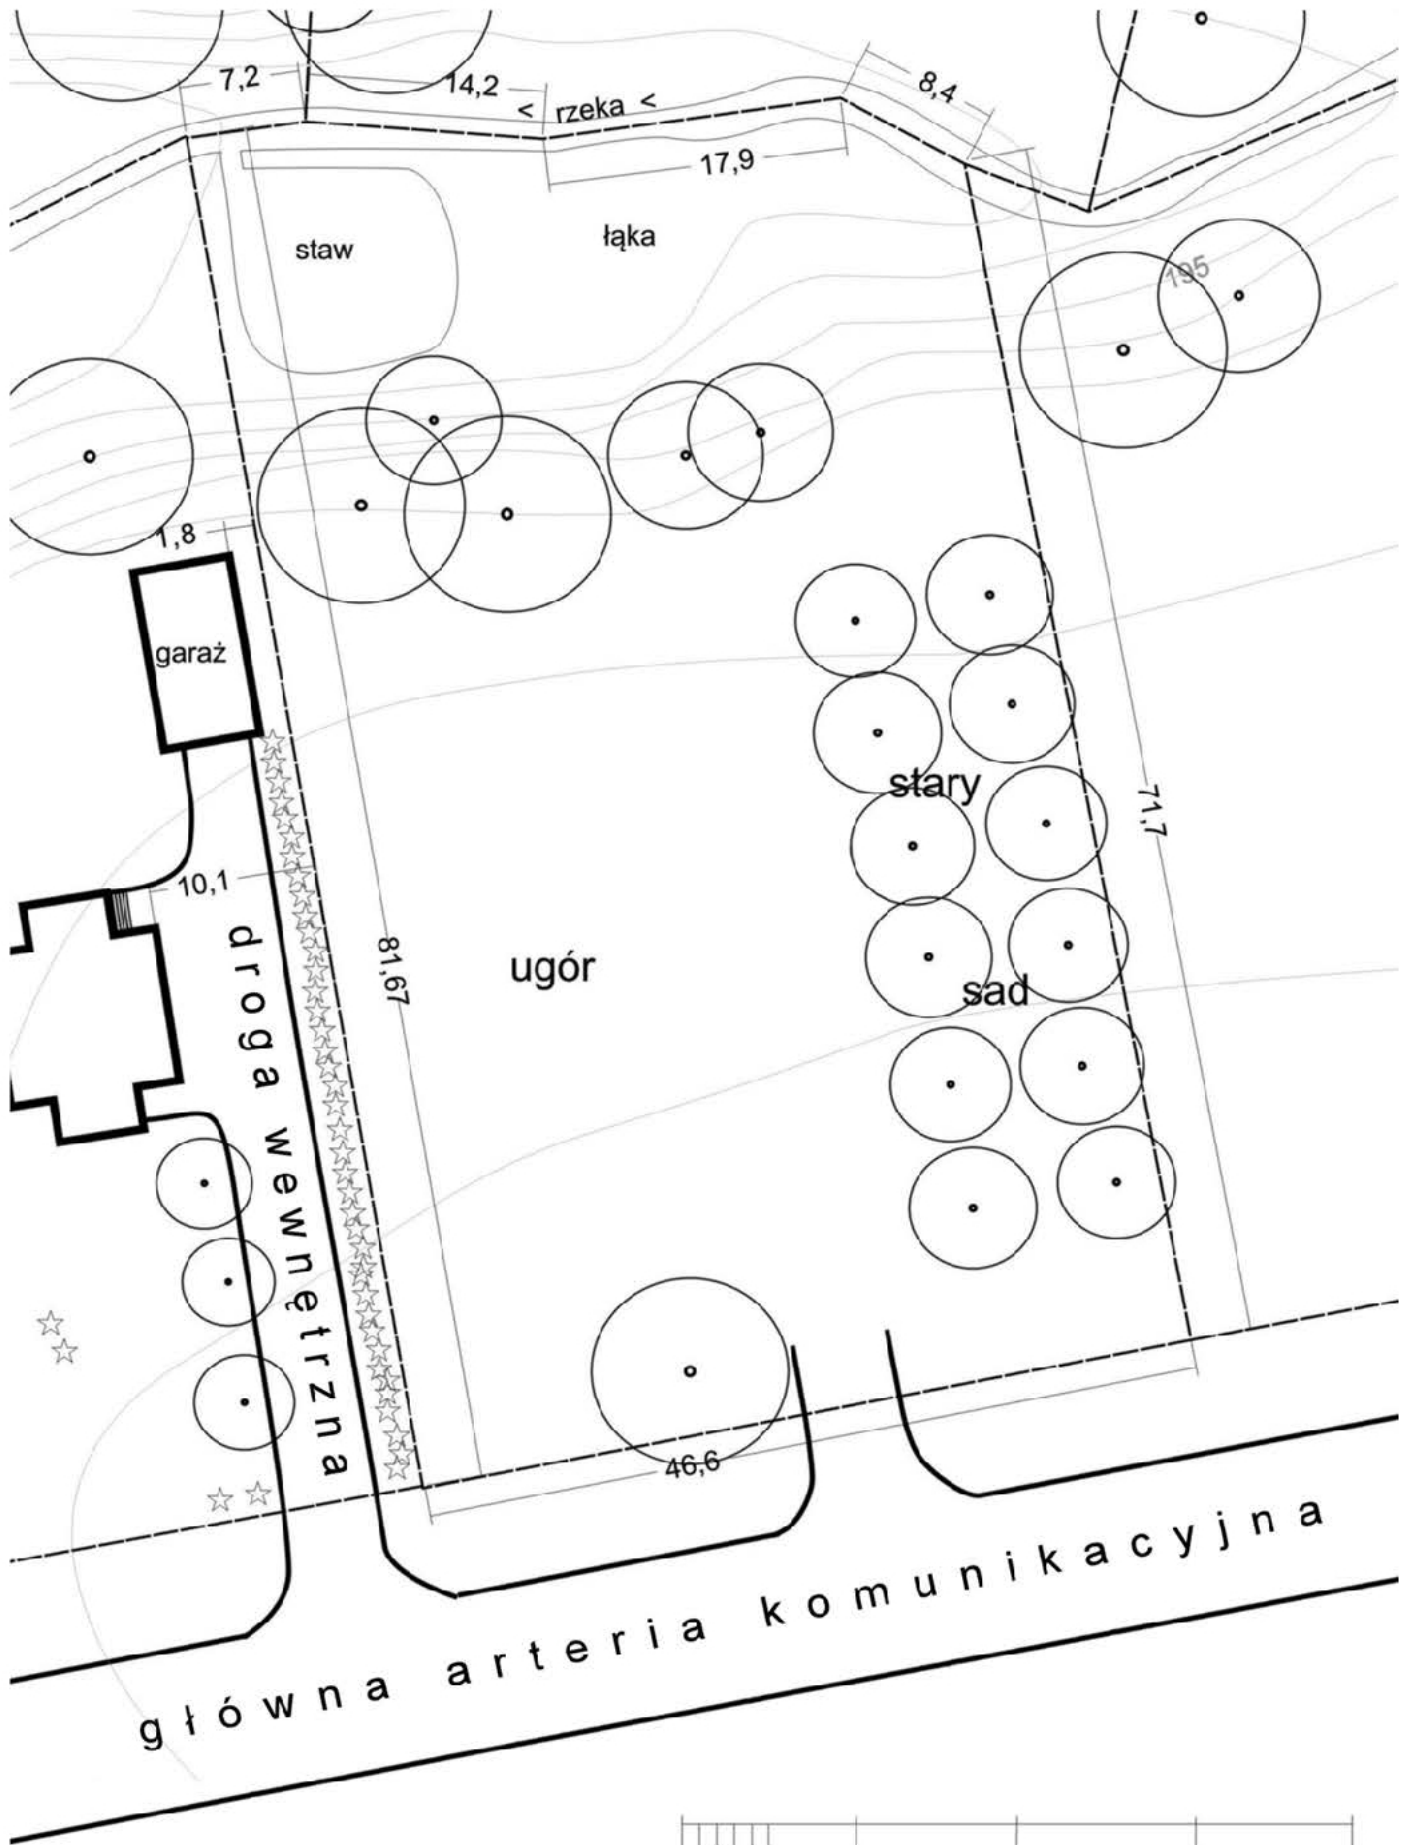 7,2
14,2
< rzeka <
8,4
17,9
staw
łąka
195
1,8
garaż
stary
71,7
10,1
droga wewnętrzna
81,67
ugór
sad
46,6
główna arteria komunikacyjna